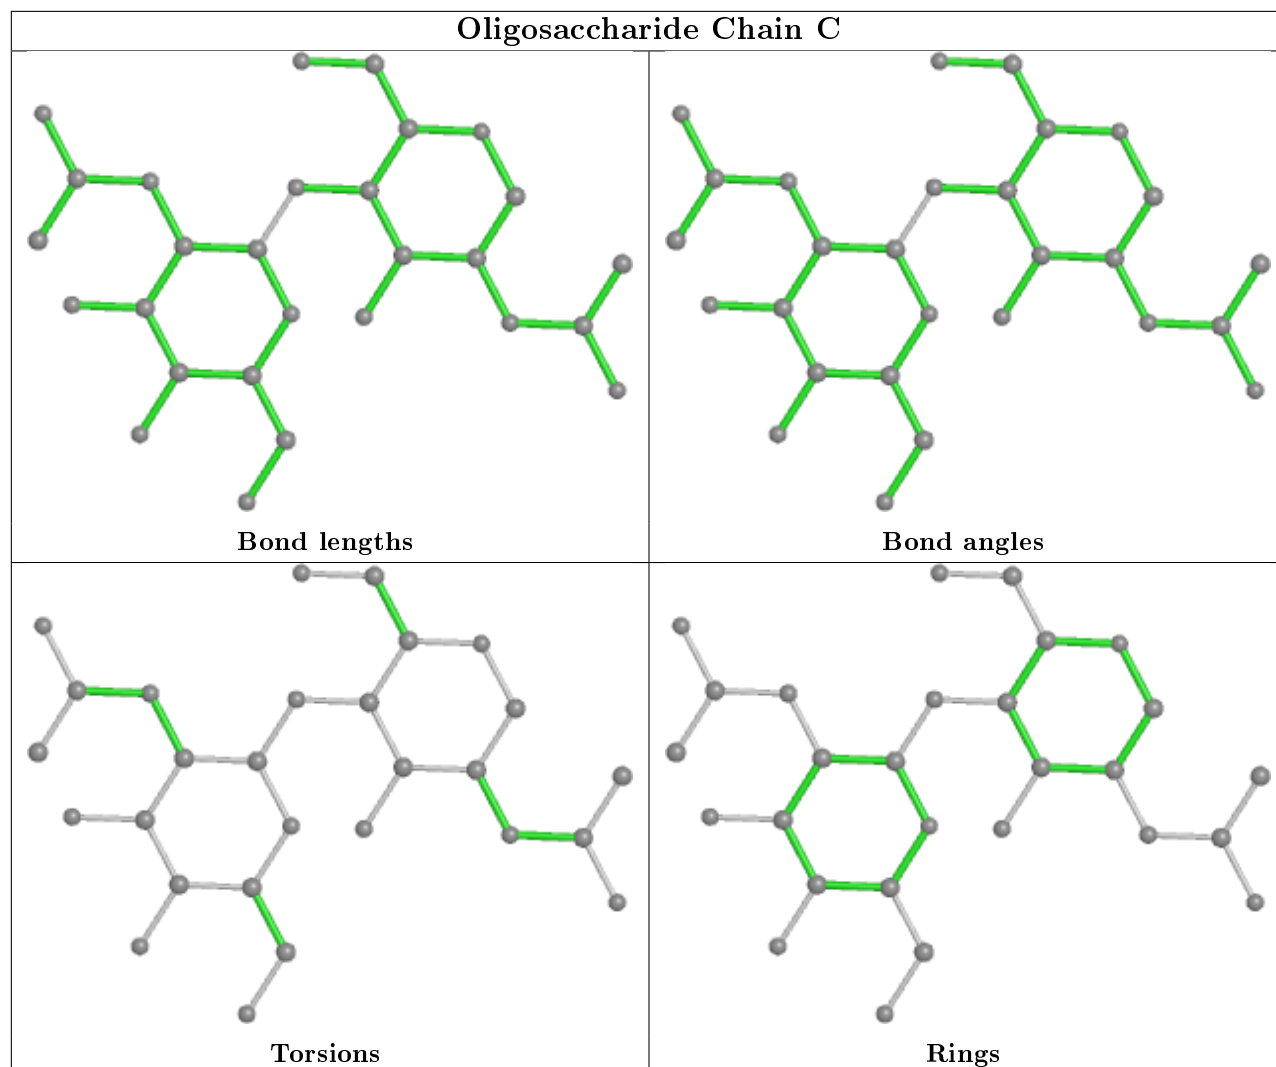 Oligosaccharide Chain C
Bond lengths
Bond angles
Torsions
Rings